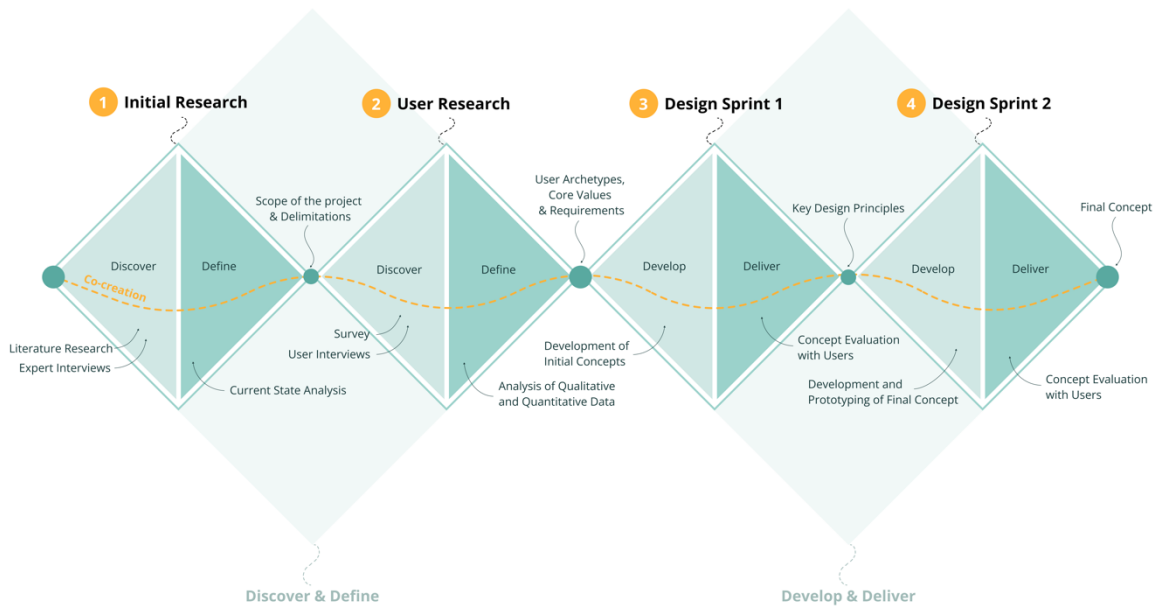 1 Initial Research
2 User Research
3 Design Sprint 1
4 Design Sprint 2
Scope of the project
& Delimitations
User Archetypes,
Core Values
& Requirements
Key Design Principles
Final Concept
Discover
Define
Discover
Define
Develop
Deliver
Develop
Deliver
Co-creation
Literature Research
Expert Interviews
Current State Analysis
Survey
User Interviews
Analysis of Qualitative
and Quantitative Data
Development of
Initial Concepts
Concept Evaluation
with Users
Development and
Prototyping of Final Concept
Concept Evaluation
with Users
Discover & Define
Develop & Deliver